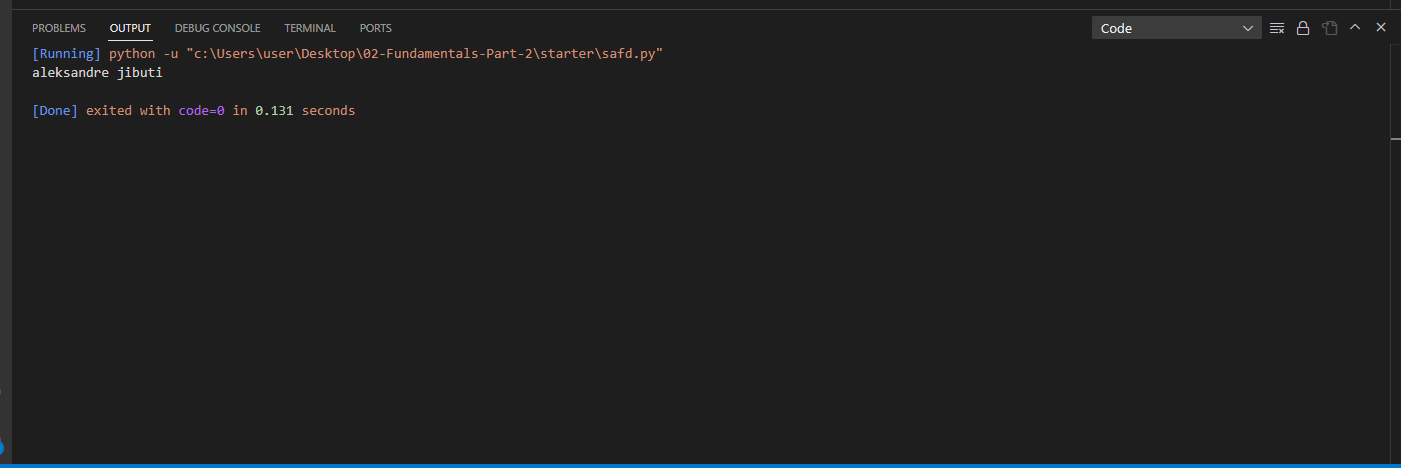 PROBLEMS OUTPUT DEBUG CONSOLE TERMINAL PORTS Code
[Running] python -u "c:\Users\user\Desktop\02-Fundamentals-Part-2\starter\safd.py"
aleksandre jibuti
[Done] exited with code=0 in 0.131 seconds